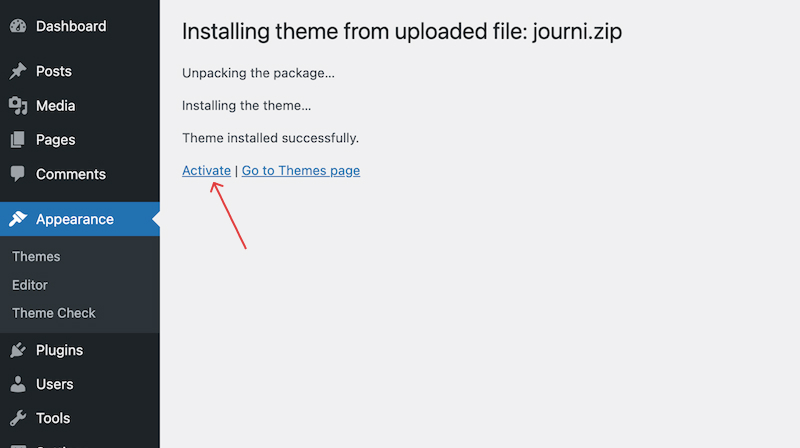 Dashboard
Posts
Media
Pages
Comments
Appearance
Themes
Editor
Theme Check
Plugins
Users
Tools
Installing theme from uploaded file: journi.zip
Unpacking the package...
Installing the theme...
Theme installed successfully.
Activate | Go to Themes page